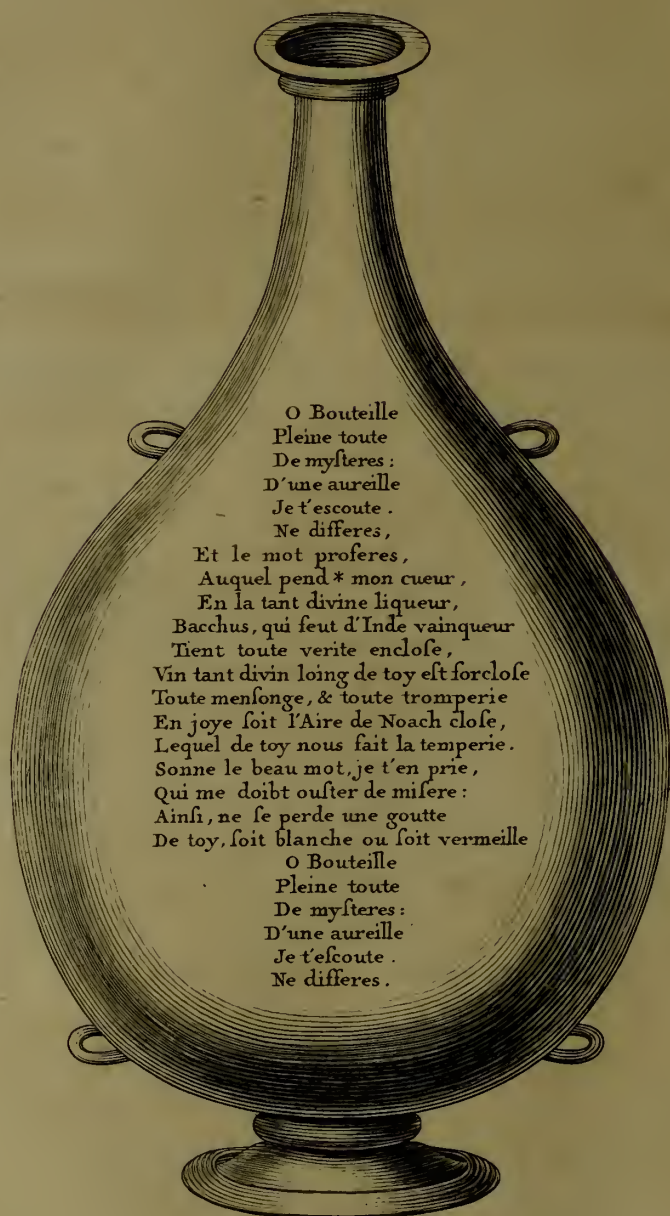 O Bouteille
Pleine toute
De myſteres :
D'une aureille
Je t'escoute .
Ne differes ,
Et le mot proferes ,
Auquel pend * mon cueur ,
En la tant divine liqueur ,
Bacchus , qui feut d'Inde vainqueur
Tient toute verite encloſe ,
Vin tant divin loing de toy eſt forcloſe
Toute menſonge , & toute tromperie
En joye ſoit l'Aire de Noach cloſe ,
Lequel de toy nous fait la temperie .
Sonne le beau mot , je t'en prie ,
Qui me doibt ouſter de miſere :
Ainſi , ne ſe perde une goutte
De toy , ſoit blanche ou ſoit vermeille
O Bouteille
Pleine toute
De myſteres :
D'une aureille
Je t'eſcoute .
Ne differes .